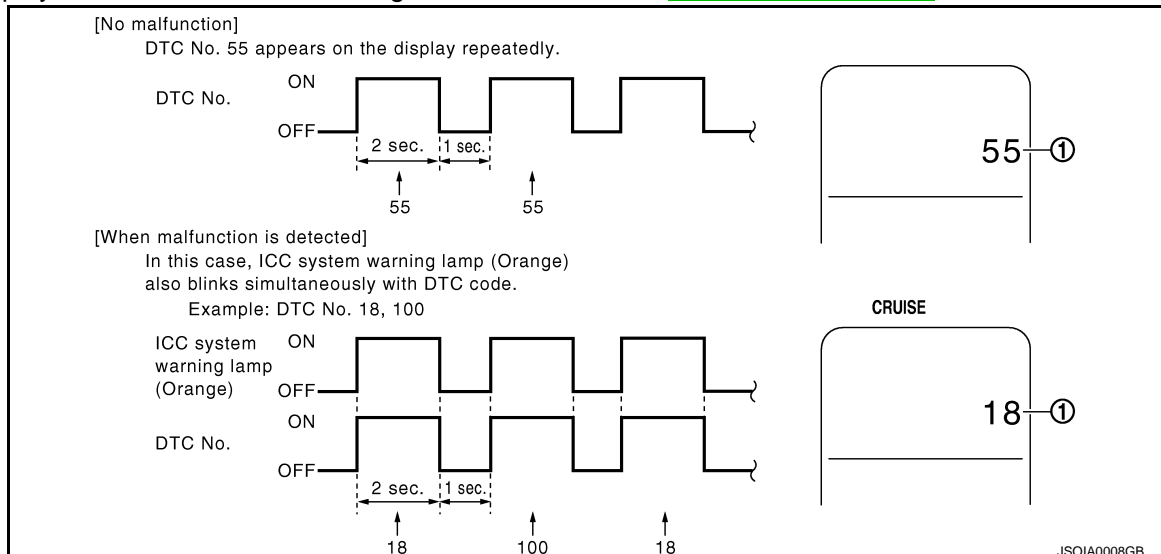 [No malfunction]
DTC No. 55 appears on the display repeatedly.
DTC No.
ON
OFF
2 sec.
1 sec.
55
55
55
1
[When malfunction is detected]
In this case, ICC system warning lamp (Orange)
also blinks simultaneously with DTC code.
Example: DTC No. 18, 100
CRUISE
ICC system
warning lamp
(Orange)
ON
OFF
DTC No.
ON
OFF
2 sec.
1 sec.
18
100
18
18
1
JSOIA0008GB